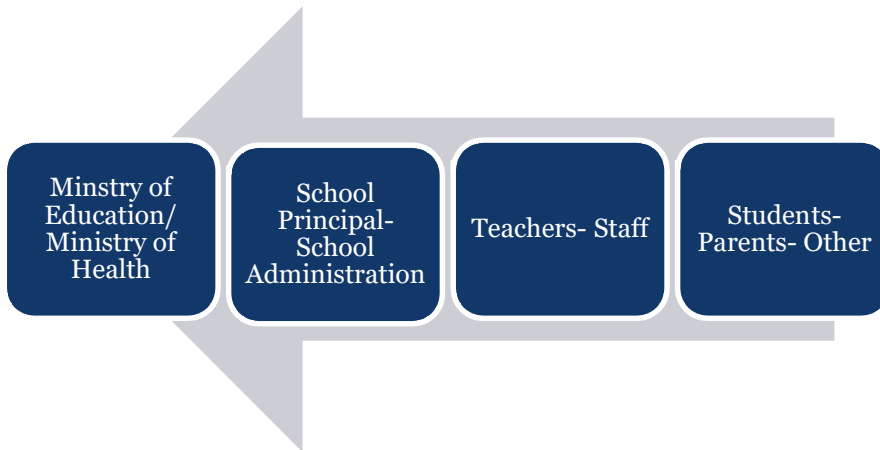 Minstry of
Education/
Ministry of
Health
School
Principal-
School
Administration
Teachers- Staff
Students-
Parents- Other